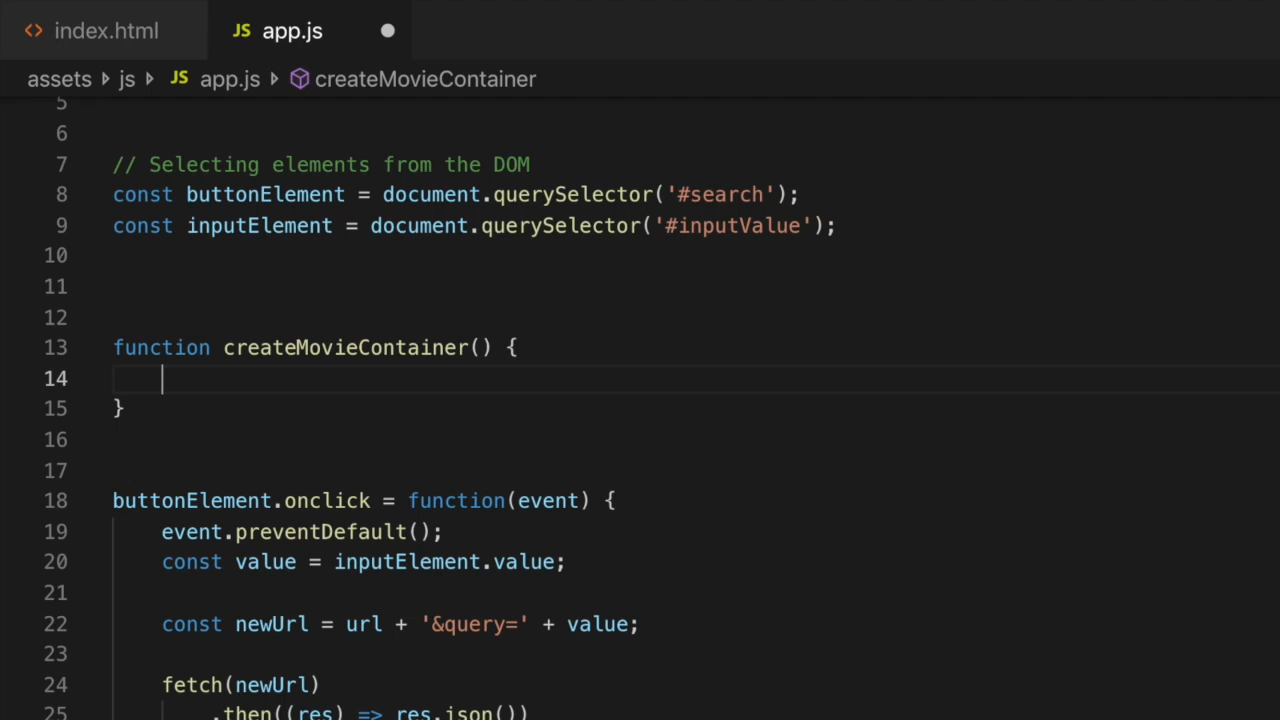 index.html
JS app.js
assets js JS app.js createMovieContainer
5
6
7 // Selecting elements from the DOM
8 const buttonElement = document.querySelector('#search');
9 const inputElement = document.querySelector('#inputValue');
10
11
12
13 function createMovieContainer() {
14
15 }
16
17
18 buttonElement.onclick = function(event) {
19 event.preventDefault();
20 const value = inputElement.value;
21
22 const newUrl = url + '&query=' + value;
23
24 fetch(newUrl)
25 .then((res) => res.json())